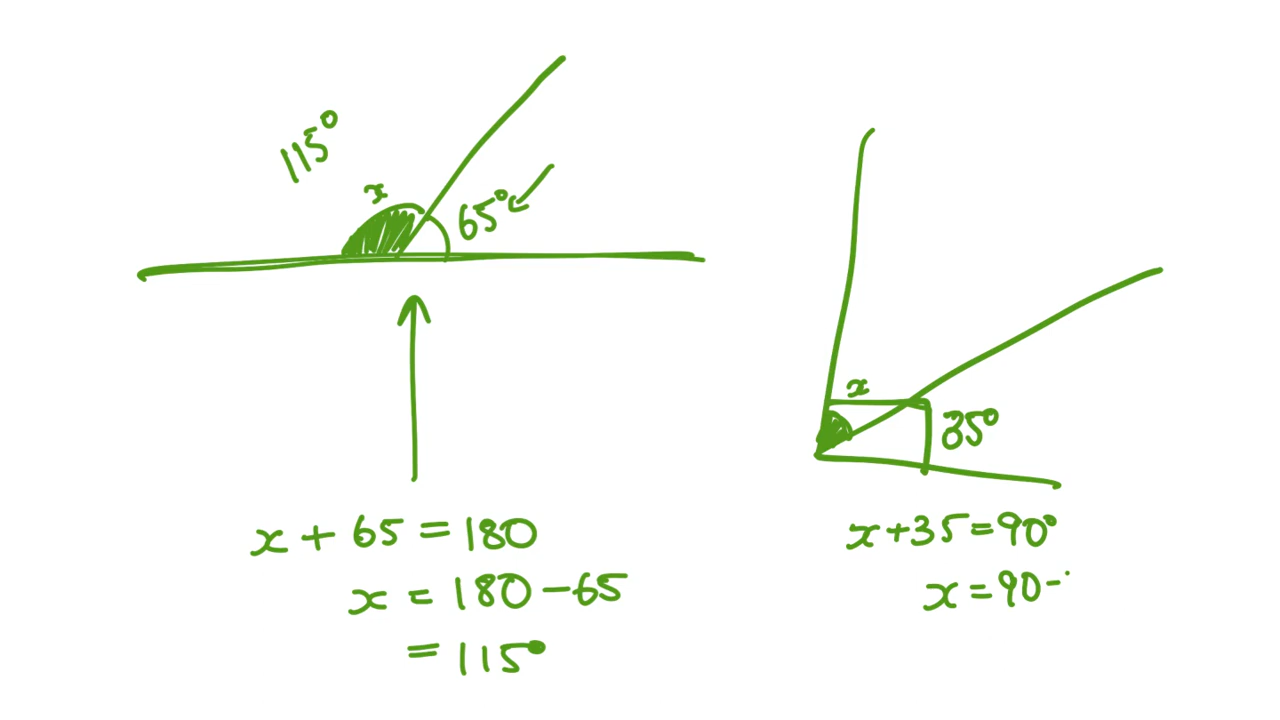 115°
x
65°
x + 65 = 180
x = 180 - 65
= 115°
x
35°
x + 35 = 90°
x = 90 -